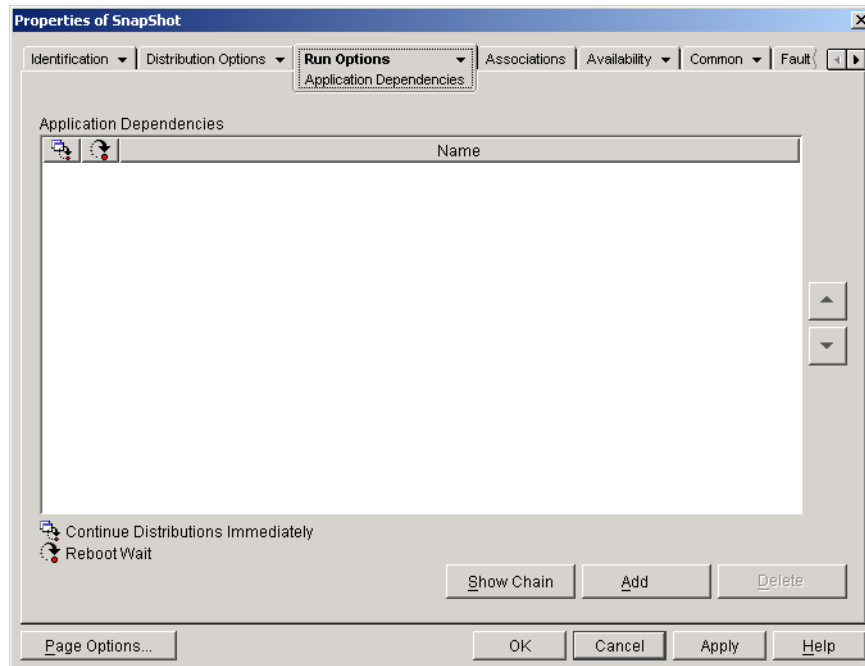 Properties of SnapShot
Identification Distribution Options Run Options Associations Availability Common Fault
Application Dependencies
Application Dependencies
Name
Continue Distributions Immediately
Reboot Wait
Show Chain Add Delete
Page Options... OK Cancel Apply Help